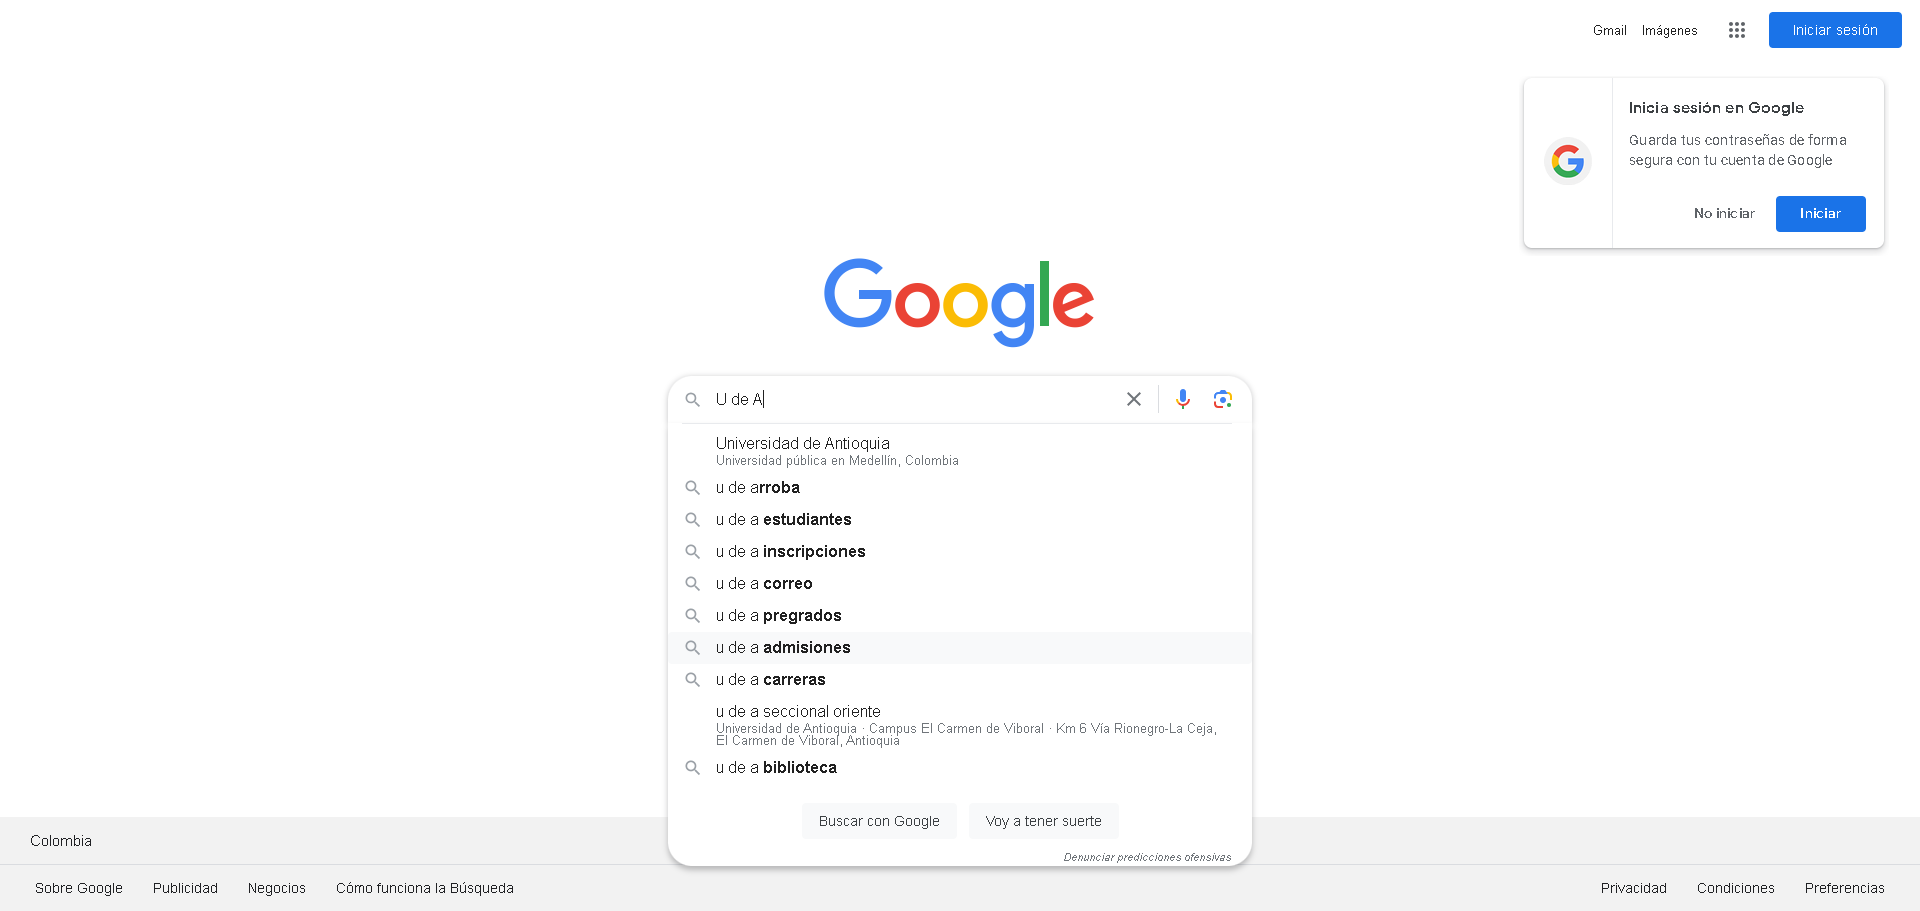 Gmail
Imágenes
Iniciar sesión
Inicia sesión en Google
Guarda tus contraseñas de forma
segura con tu cuenta de Google
No iniciar
Iniciar
Google
U de A
Universidad de Antioquia
Universidad pública en Medellín, Colombia
u de arroba
u de a estudiantes
u de a inscripciones
u de a correo
u de a pregrados
u de a admisiones
u de a carreras
u de a seccional oriente
Universidad de Antioquia · Campus El Carmen de Viboral · Km 6 Vía Rionegro-La Ceja,
El Carmen de Viboral, Antioquia
u de a biblioteca
Buscar con Google
Voy a tener suerte
Denunciar predicciones ofensivas
Colombia
Sobre Google
Publicidad
Negocios
Cómo funciona la Búsqueda
Privacidad
Condiciones
Preferencias